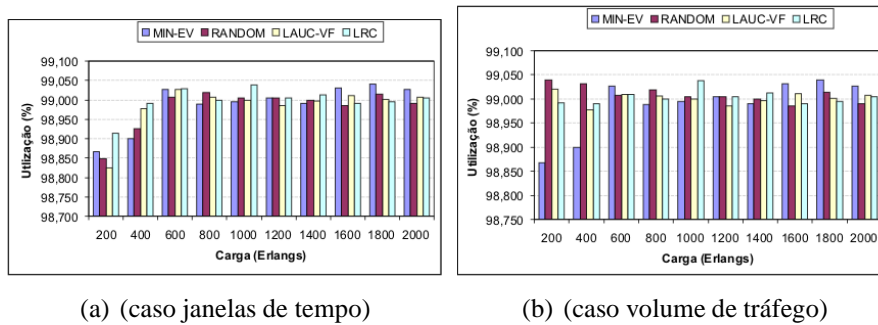 MIN-EV RANDOM LAUC-VF LRC
99,100
99,050
99,000
98,950
98,900
98,850
98,800
98,750
98,700
Utilização (%)
200 400 600 800 1000 1200 1400 1600 1800 2000
Carga (Erlangs)
(a) (caso janelas de tempo)
MIN-EV RANDOM LAUC-VF LRC
99,100
99,050
99,000
98,950
98,900
98,850
98,800
98,750
Utilização (%)
200 400 600 800 1000 1200 1400 1600 1800 2000
Carga (Erlangs)
(b) (caso volume de tráfego)